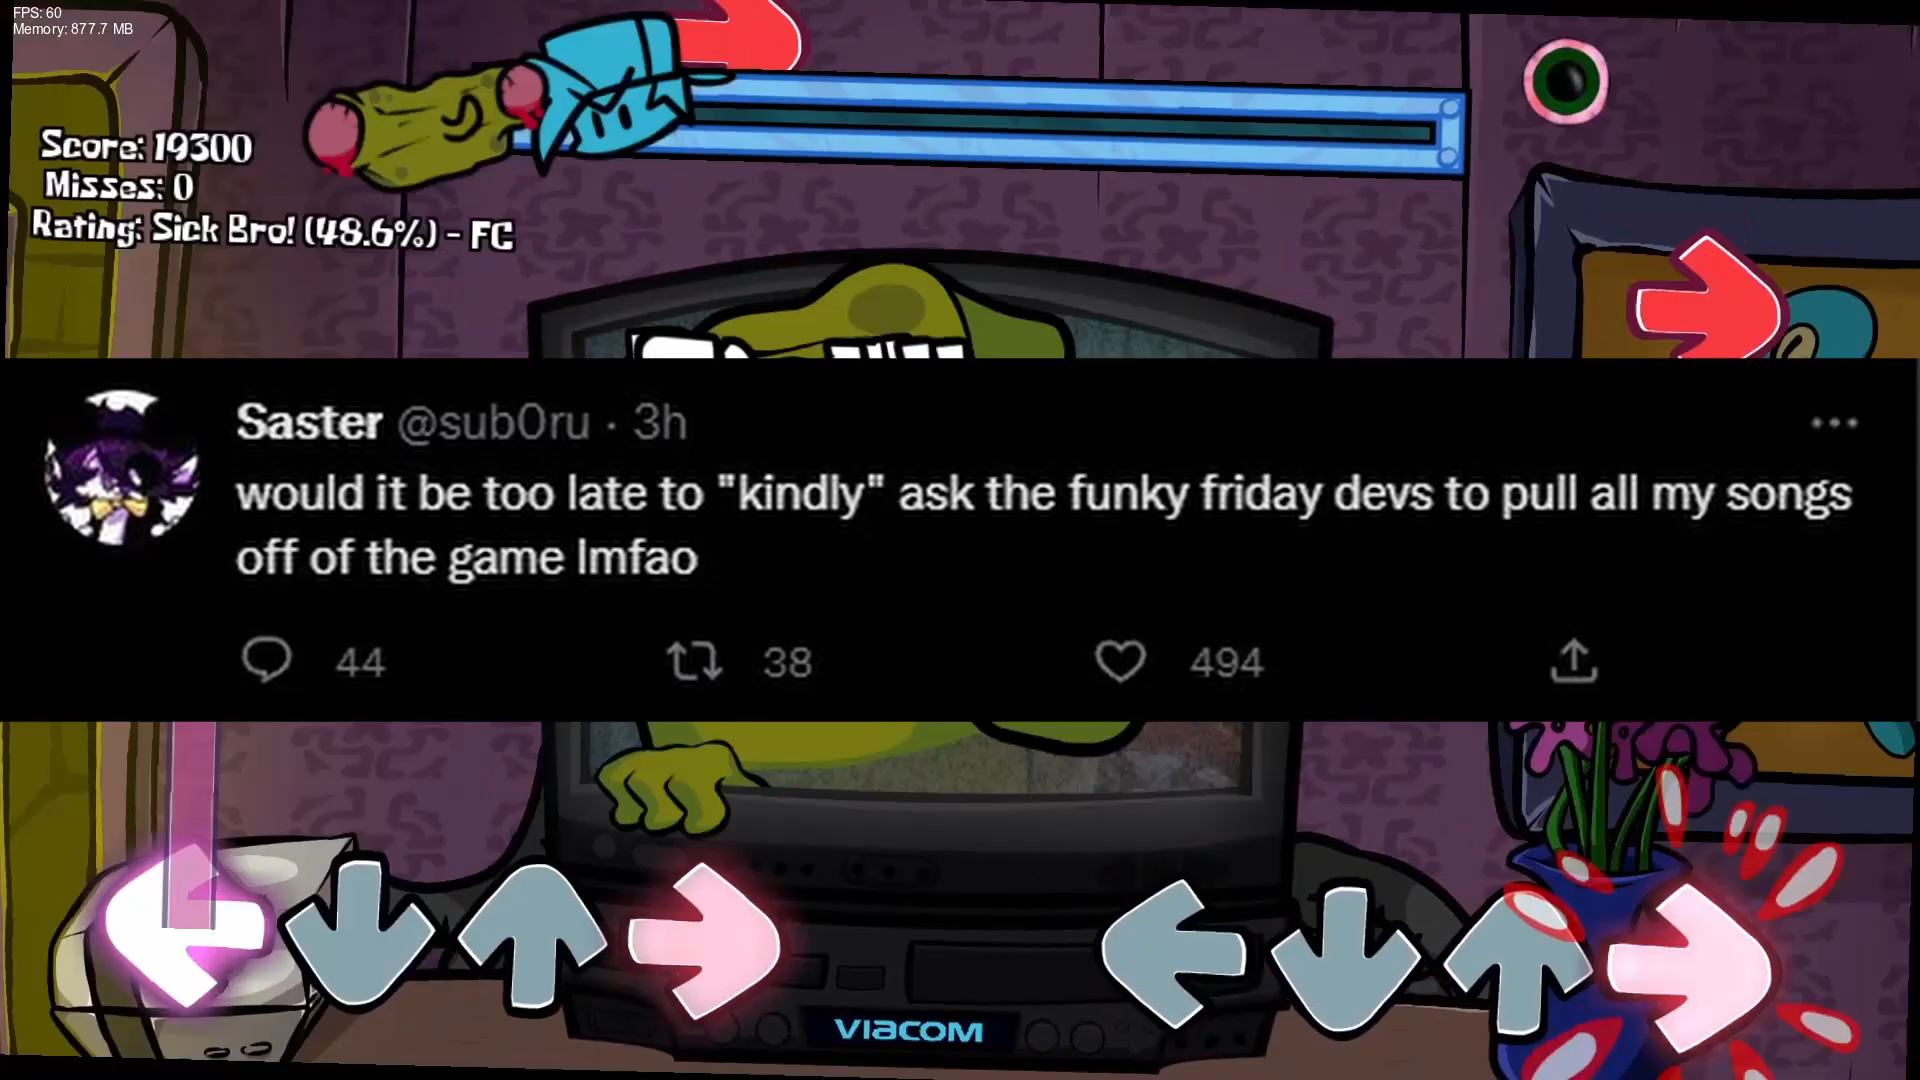 FPS: 60
Memory: 877.7 MB
Score: 19300
Misses: 0
Rating: Sick Bro! (48.6%) - FC
Saster @sub0ru · 3h
would it be too late to "kindly" ask the funky friday devs to pull all my songs
off of the game lmfao
44 38 494
VIACOM